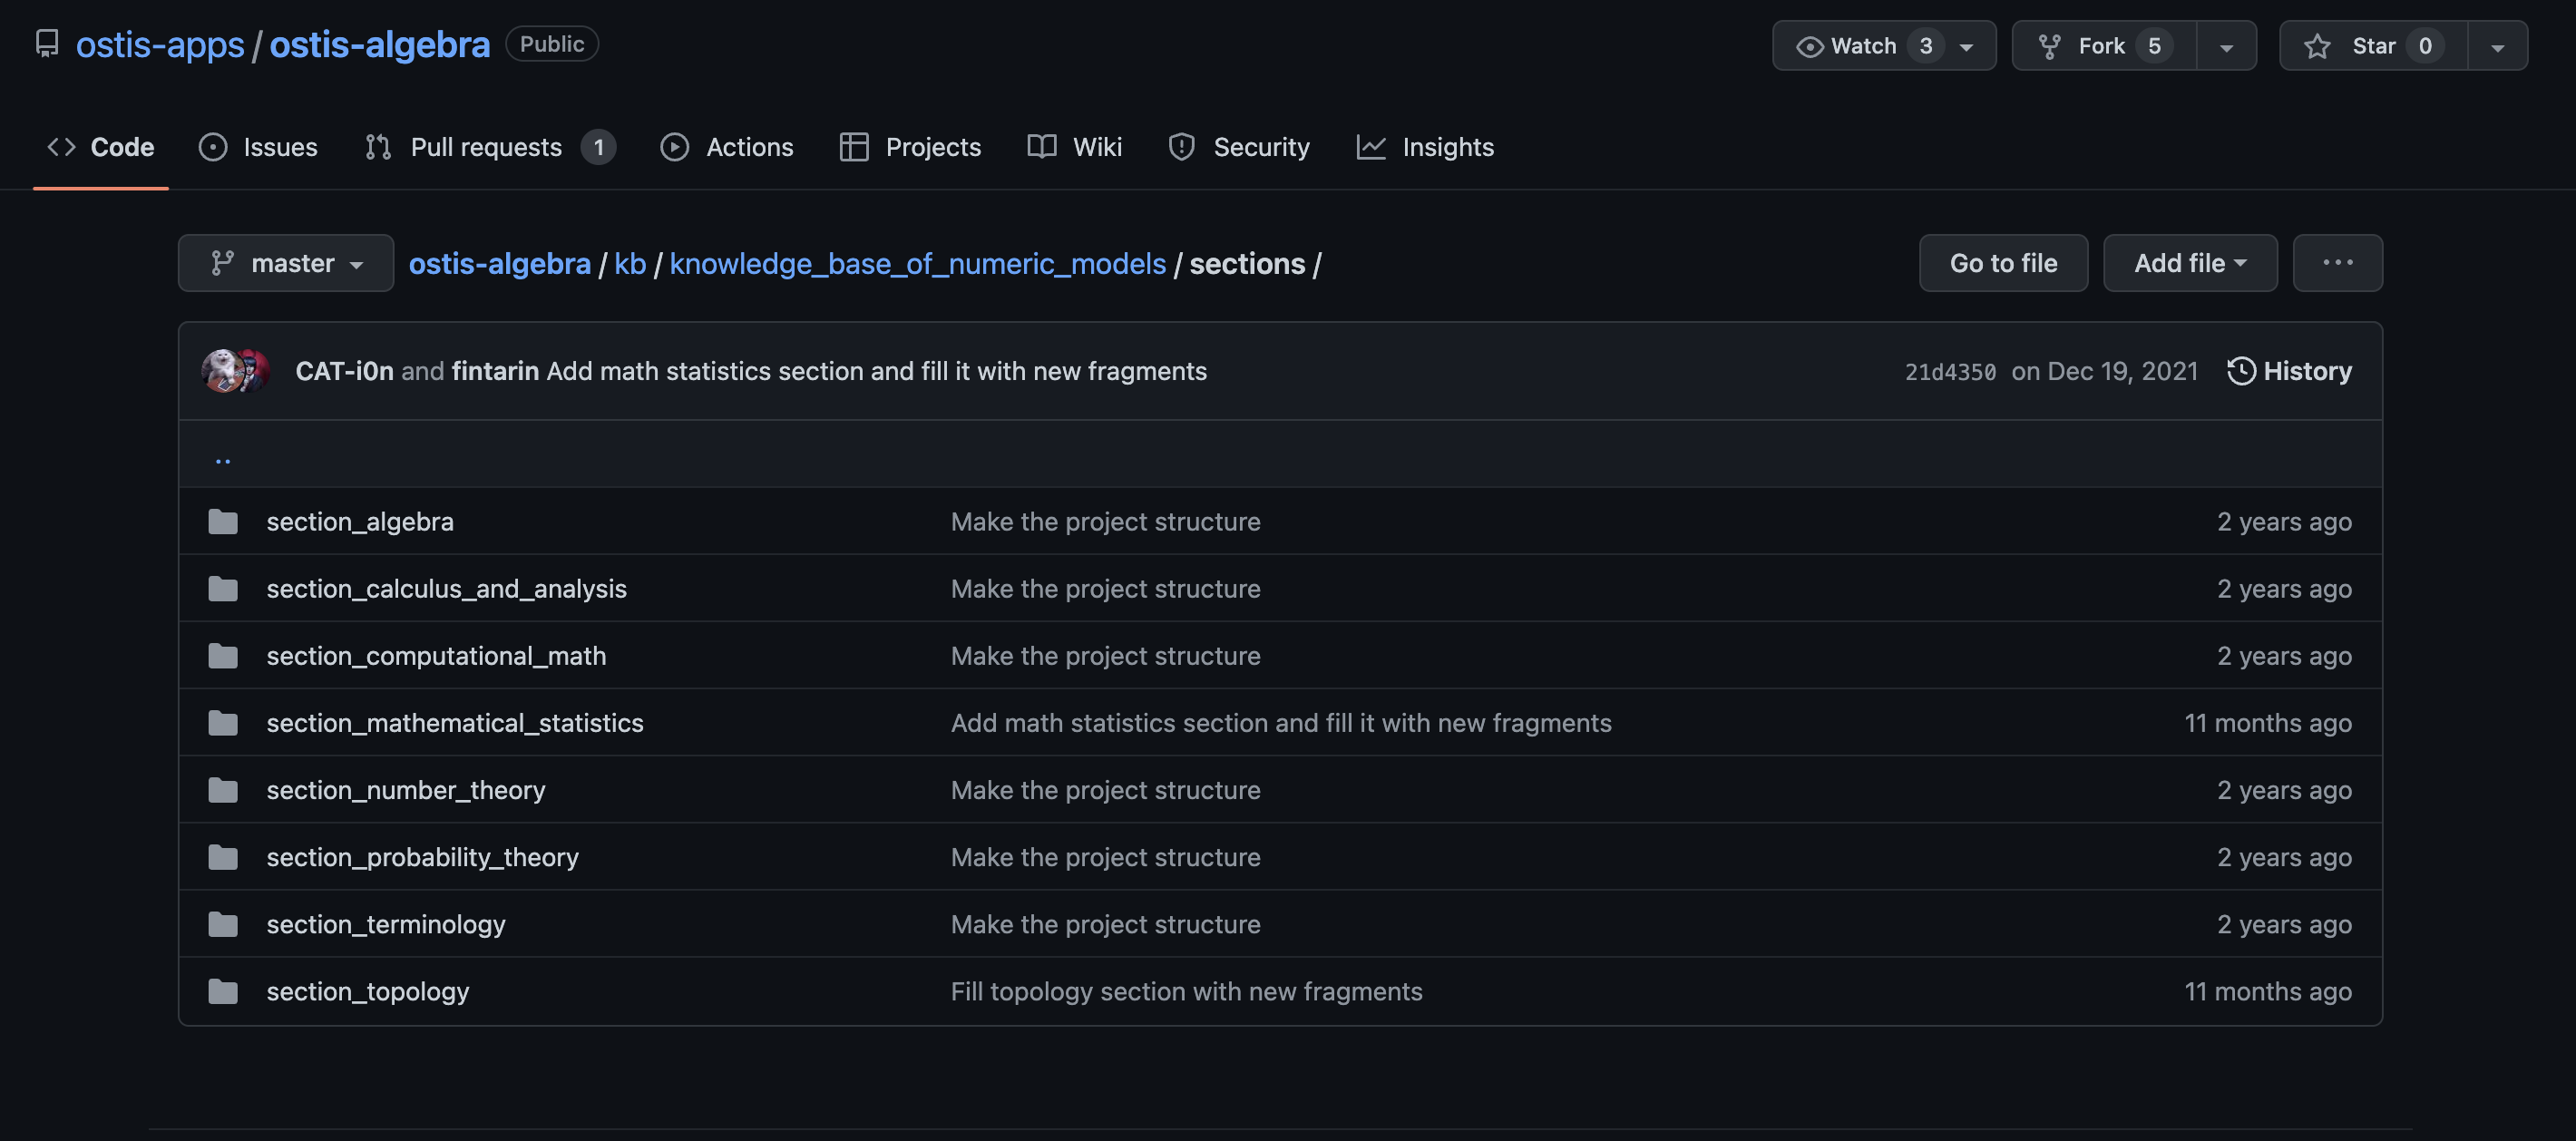 ostis-apps / ostis-algebra Public Watch 3 Fork 5 Star 0
Code Issues Pull requests 1 Actions Projects Wiki Security Insights
master ostis-algebra / kb / knowledge_base_of_numeric_models / sections / Go to file Add file ...
CAT-i0n and fintarin Add math statistics section and fill it with new fragments 21d4350 on Dec 19, 2021 History
..
section_algebra Make the project structure 2 years ago
section_calculus_and_analysis Make the project structure 2 years ago
section_computational_math Make the project structure 2 years ago
section_mathematical_statistics Add math statistics section and fill it with new fragments 11 months ago
section_number_theory Make the project structure 2 years ago
section_probability_theory Make the project structure 2 years ago
section_terminology Make the project structure 2 years ago
section_topology Fill topology section with new fragments 11 months ago